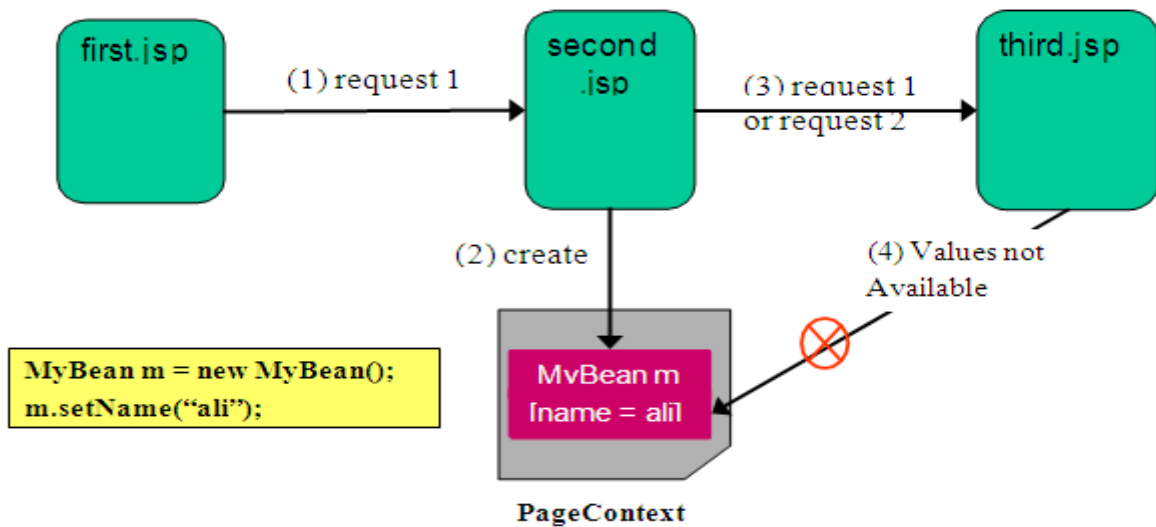 first.jsp
(1) request 1
second
.jsp
(3) request 1
or request 2
third.jsp
(2) create
(4) Values not
Available
MyBean m = new MyBean();
m.setName(“ali”);
MyBean m
[name = ali]
PageContext